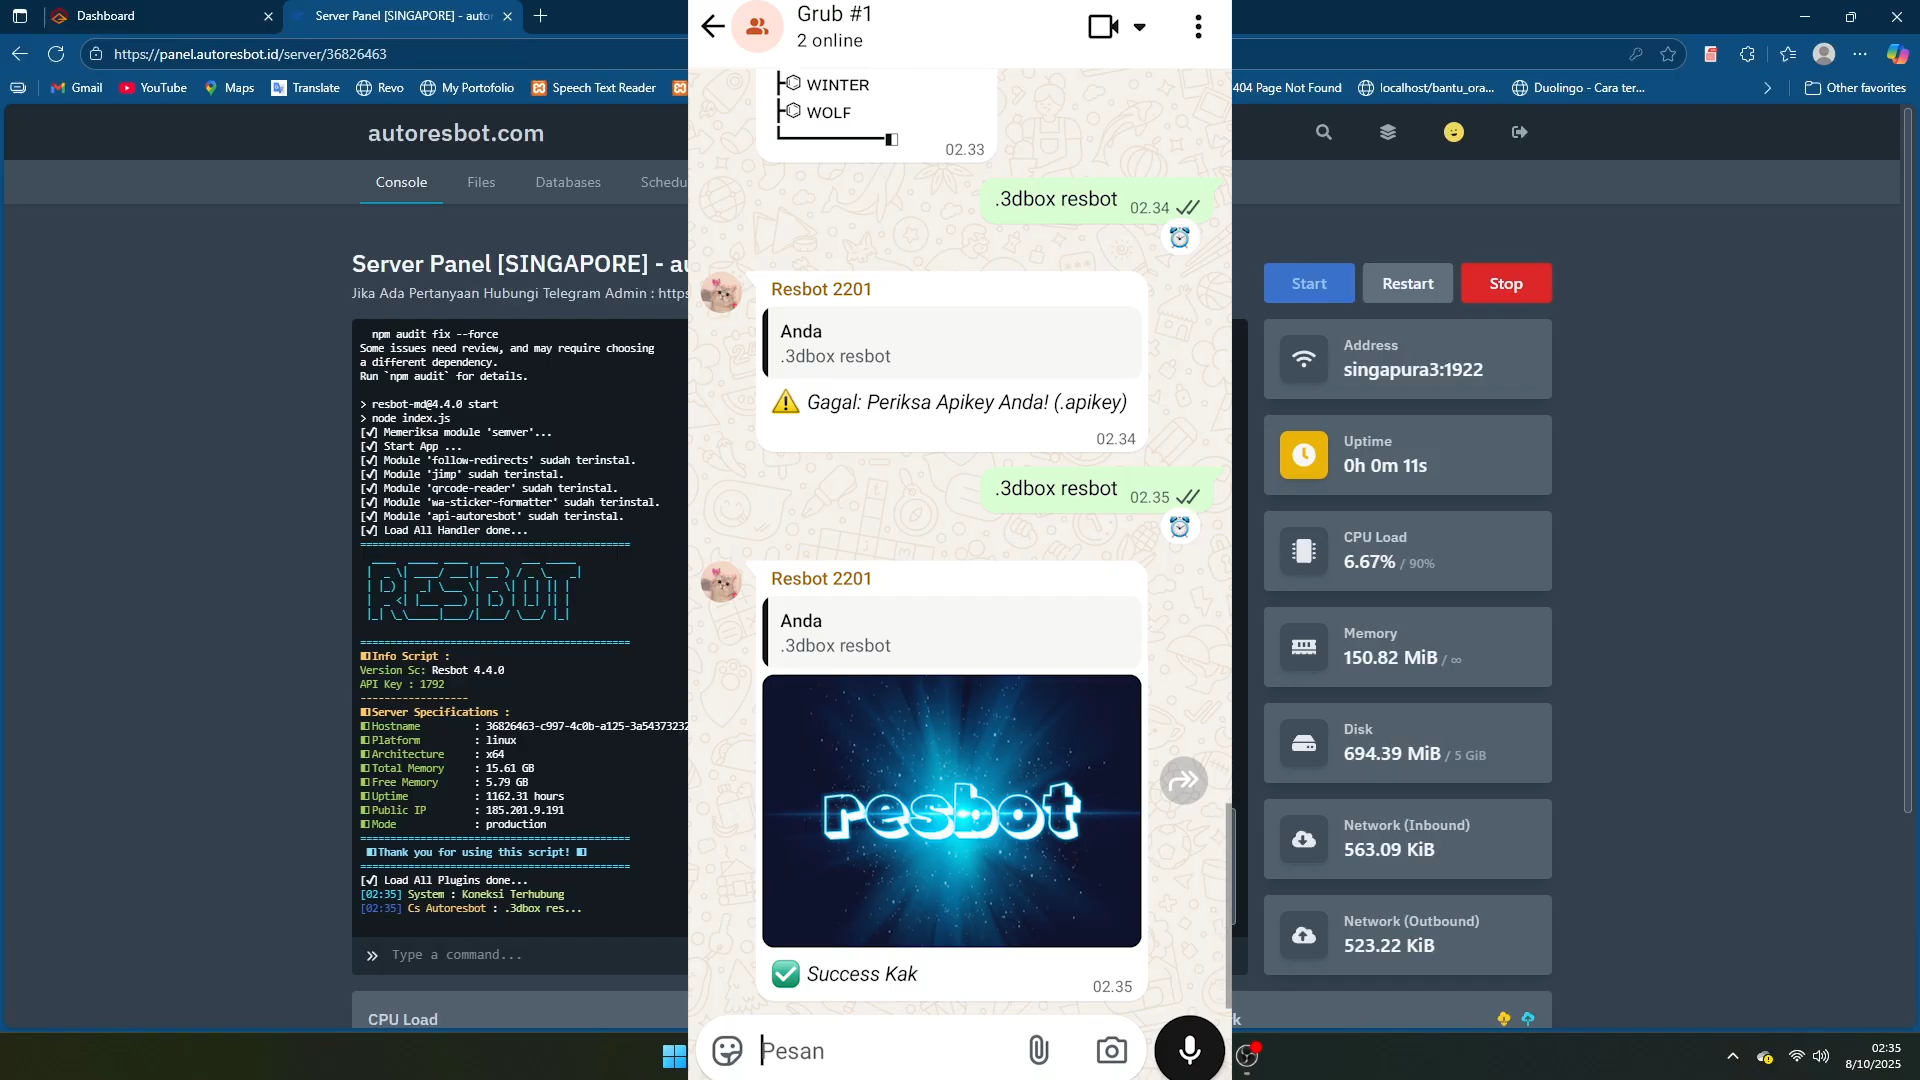 Dashboard
Server Panel [SINGAPORE] - auto
https://panel.autoresbot.id/server/36826463
Gmail
YouTube
Maps
Translate
Revo
My Portofolio
Speech Text Reader
404 Page Not Found
localhost/bantu_ora...
Duolingo - Cara ter...
Other favorites
autoresbot.com
Console
Files
Databases
Schedu
Server Panel [SINGAPORE] - au
Jika Ada Pertanyaan Hubungi Telegram Admin : https
npm audit fix --force
Some issues need review, and may require choosing
a different dependency.
Run `npm audit` for details.
> resbot-md@4.4.0 start
> node index.js
[✓] Memeriksa module 'semver'...
[✓] Start App ...
[✓] Module 'follow-redirects' sudah terinstal.
[✓] Module 'jimp' sudah terinstal.
[✓] Module 'qrcode-reader' sudah terinstal.
[✓] Module 'wa-sticker-formatter' sudah terinstal.
[✓] Module 'api-autoresbot' sudah terinstal.
[✓] Load All Handler done...
RESBOT
Info Script :
Version Sc: Resbot 4.4.0
API Key : 1792
Server Specifications :
Hostname : 36826463-c997-4c0b-a125-3a54373232
Platform : linux
Architecture : x64
Total Memory : 15.61 GB
Free Memory : 5.79 GB
Uptime : 1162.31 hours
Public IP : 185.201.9.191
Mode : production
Thank you for using this script!
[✓] Load All Plugins done...
[02:35] System : Koneksi Terhubung
[02:35] Cs Autoresbot : .3dbox res...
Type a command...
CPU Load
Grub #1
2 online
WINTER
WOLF
02.33
.3dbox resbot 02.34
Resbot 2201
Anda
.3dbox resbot
Gagal: Periksa Apikey Anda! (.apikey)
02.34
.3dbox resbot 02.35
Resbot 2201
Anda
.3dbox resbot
resbot
Success Kak
02.35
Pesan
Start
Restart
Stop
Address
singapura3:1922
Uptime
0h 0m 11s
CPU Load
6.67% / 90%
Memory
150.82 MiB / ∞
Disk
694.39 MiB / 5 GiB
Network (Inbound)
563.09 KiB
Network (Outbound)
523.22 KiB
k
02:35
8/10/2025